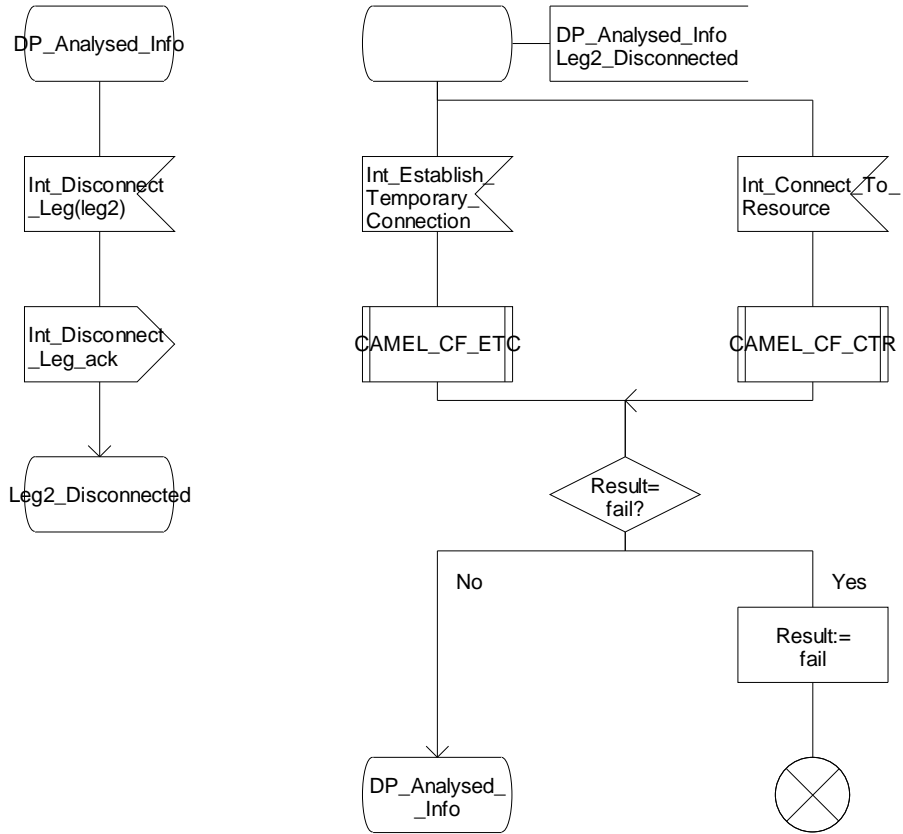 DP_Analysed_Info
Int_Disconnect
_Leg(leg2)
Int_Disconnect
_Leg_ack
Leg2_Disconnected
DP_Analysed_Info
Leg2_Disconnected
Int_Establish_
Temporary_
Connection
Int_Connect_To_
Resource
CAMEL_CF_ETC
CAMEL_CF_CTR
Result=
fail?
No
Yes
Result:=
fail
DP_Analysed_
_Info